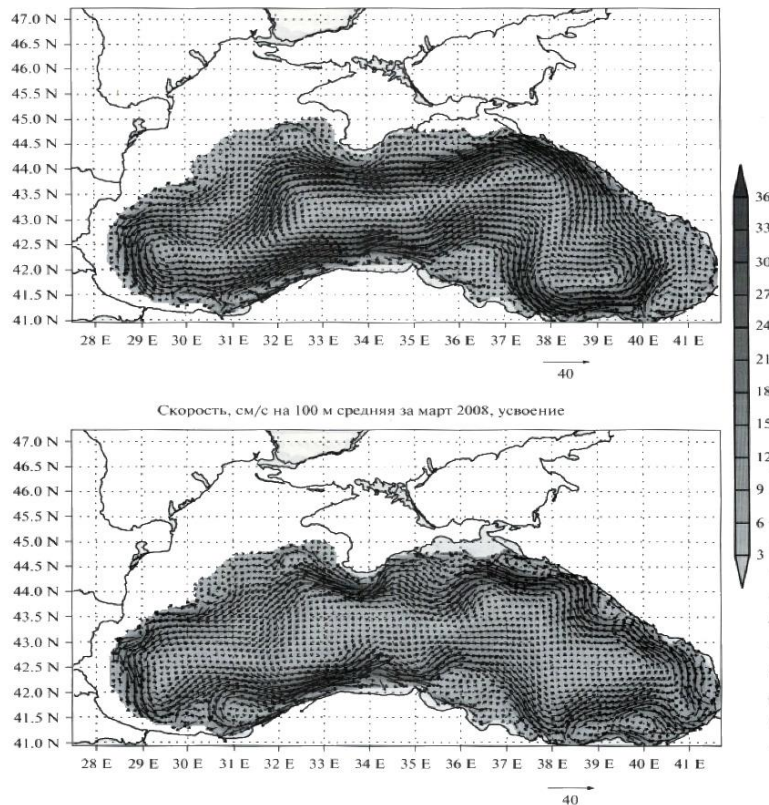 47.0 N
46.5 N
46.0 N
45.5 N
45.0 N
44.5 N
44.0 N
43.5 N
43.0 N
42.5 N
42.0 N
41.5 N
41.0 N
28 E 29 E 30 E 31 E 32 E 33 E 34 E 35 E 36 E 37 E 38 E 39 E 40 E 41 E
40
36
33
30
27
24
21
18
15
12
9
6
3
Скорость, см/с на 100 м средняя за март 2008, усвоение
47.0 N
46.5 N
46.0 N
45.5 N
45.0 N
44.5 N
44.0 N
43.5 N
43.0 N
42.5 N
42.0 N
41.5 N
41.0 N
28 E 29 E 30 E 31 E 32 E 33 E 34 E 35 E 36 E 37 E 38 E 39 E 40 E 41 E
40